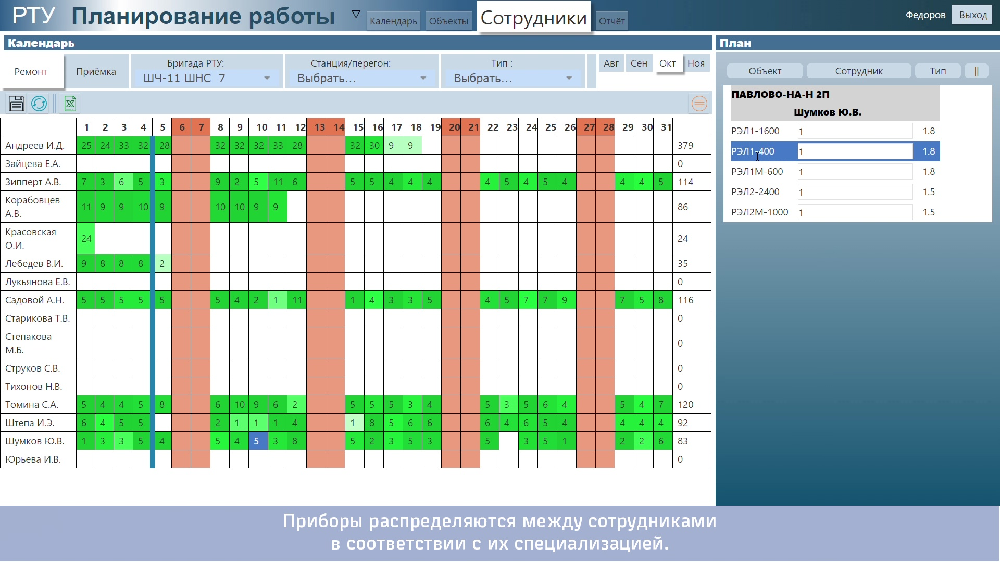 РТУ Планирование работы ▽ Календарь Объекты Сотрудники Отчёт Федоров Выход
Календарь
План
Ремонт Приёмка Бригада РТУ: Станция/перегон: Тип : Авг Сен Окт Ноя
ШЧ-11 ШНС 7 Выбрать... Выбрать...
1 2 3 4 5 6 7 8 9 10 11 12 13 14 15 16 17 18 19 20 21 22 23 24 25 26 27 28 29 30 31
Андреев И.Д. 25 24 33 32 28 32 32 32 33 28 32 30 9 9 379
Зайцева Е.А. 0
Зипперт А.В. 7 3 6 5 3 9 2 5 11 6 5 5 4 4 4 4 5 4 5 4 4 4 5 114
Корабовцев
А.В. 11 9 9 10 9 10 10 9 9 86
Красовская
О.И. 24 24
Лебедев В.И. 9 8 8 8 2 35
Лукьянова Е.В. 0
Садовой А.Н. 5 5 5 5 5 5 4 2 1 11 1 4 3 3 5 4 5 7 7 9 7 5 8 116
Старикова Т.В. 0
Степакова
М.Б. 0
Струков С.В. 0
Тихонов Н.В. 0
Томина С.А. 5 4 4 5 8 6 10 9 6 2 5 5 5 3 4 5 3 5 6 4 5 4 7 120
Штепа И.Э. 6 4 5 5 2 1 1 1 4 1 8 5 6 6 6 4 6 5 4 4 4 4 92
Шумков Ю.В. 1 3 3 5 4 5 4 5 3 8 5 2 3 5 3 5 3 5 1 2 2 6 83
Юрьева И.В. 0
Объект Сотрудник Тип ||
ПАВЛОВО-НА-Н 2П
Шумков Ю.В.
РЭЛ1-1600 1 1.8
РЭЛ1-400 1 1.8
РЭЛ1М-600 1 1.8
РЭЛ2-2400 1 1.5
РЭЛ2М-1000 1 1.5
Приборы распределяются между сотрудниками
в соответствии с их специализацией.